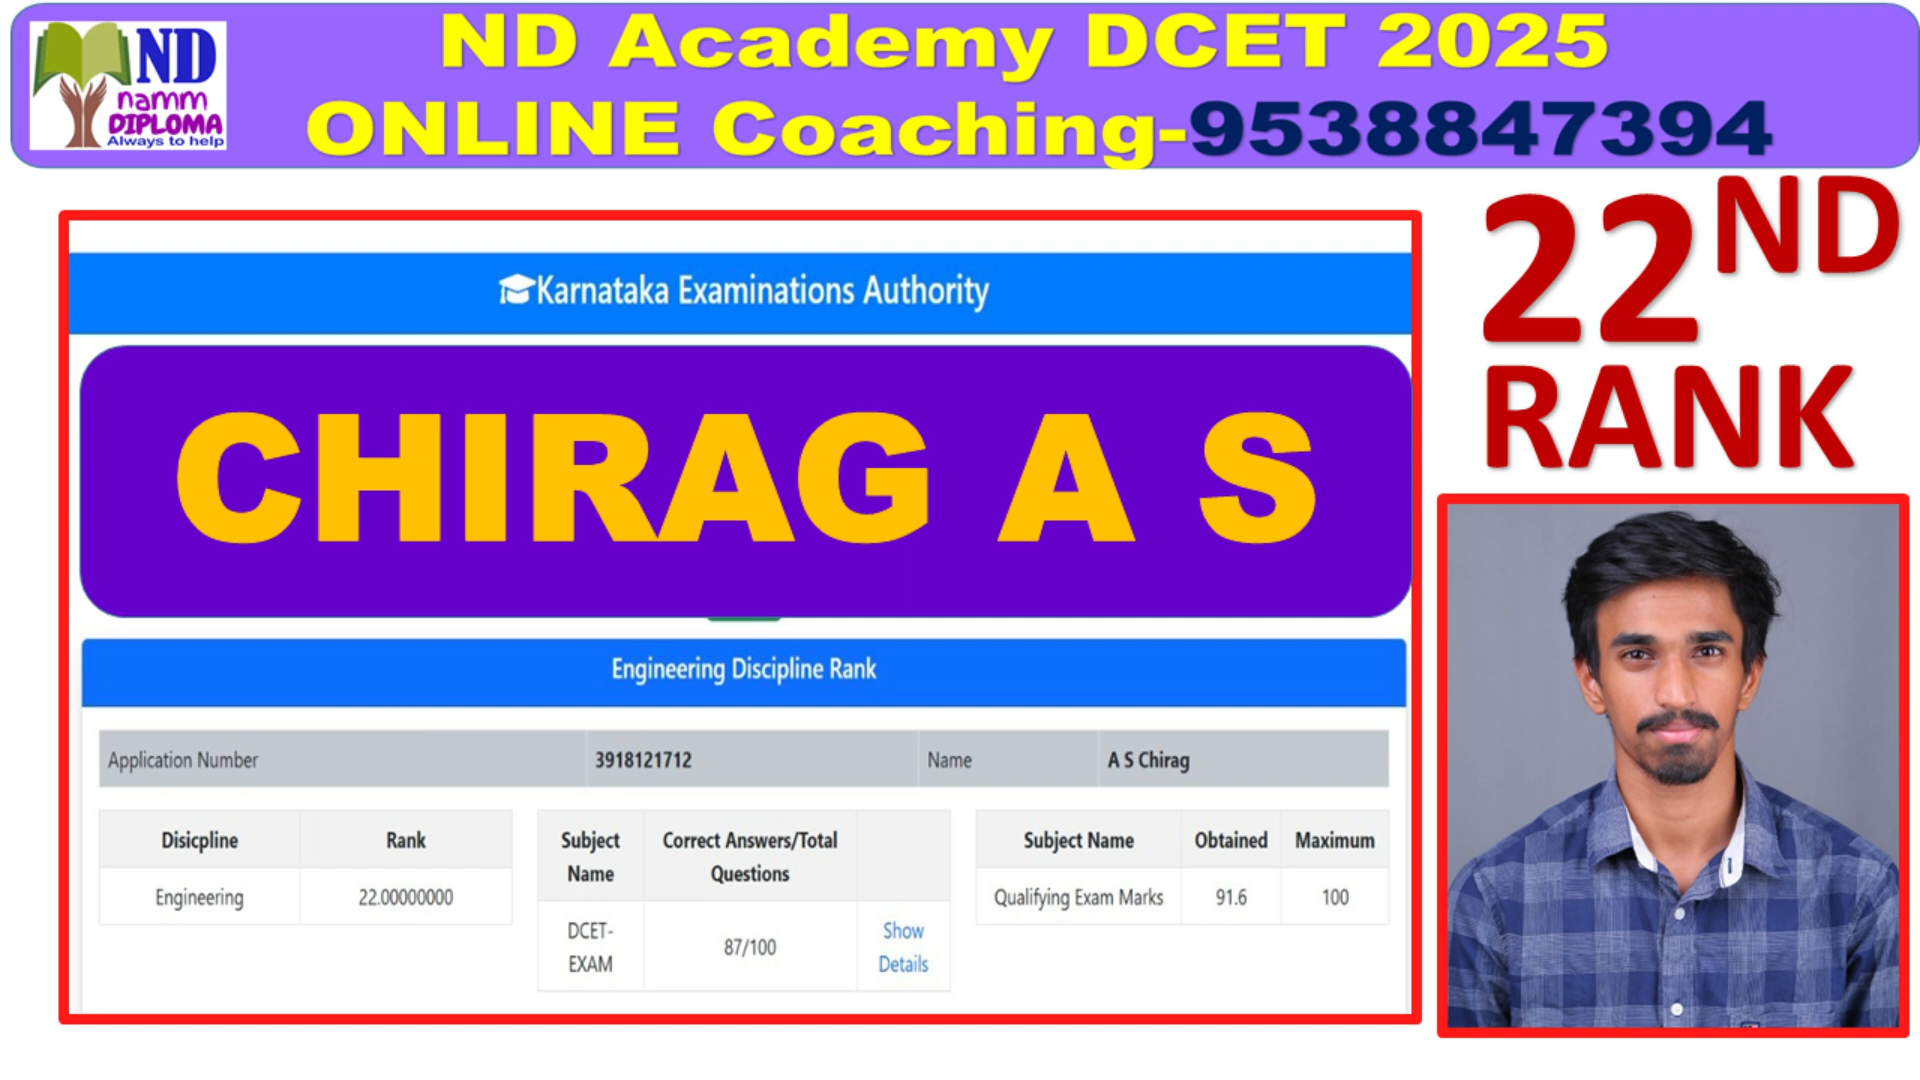 ND
namm
DIPLOMA
Always to help
ND Academy DCET 2025
ONLINE Coaching-9538847394
22ND
RANK
Karnataka Examinations Authority
CHIRAG A S
Engineering Discipline Rank
Application Number 3918121712 Name A S Chirag
Disicpline Rank
Engineering 22.00000000
Subject Name Correct Answers/Total Questions
DCET-EXAM 87/100 Show Details
Subject Name Obtained Maximum
Qualifying Exam Marks 91.6 100